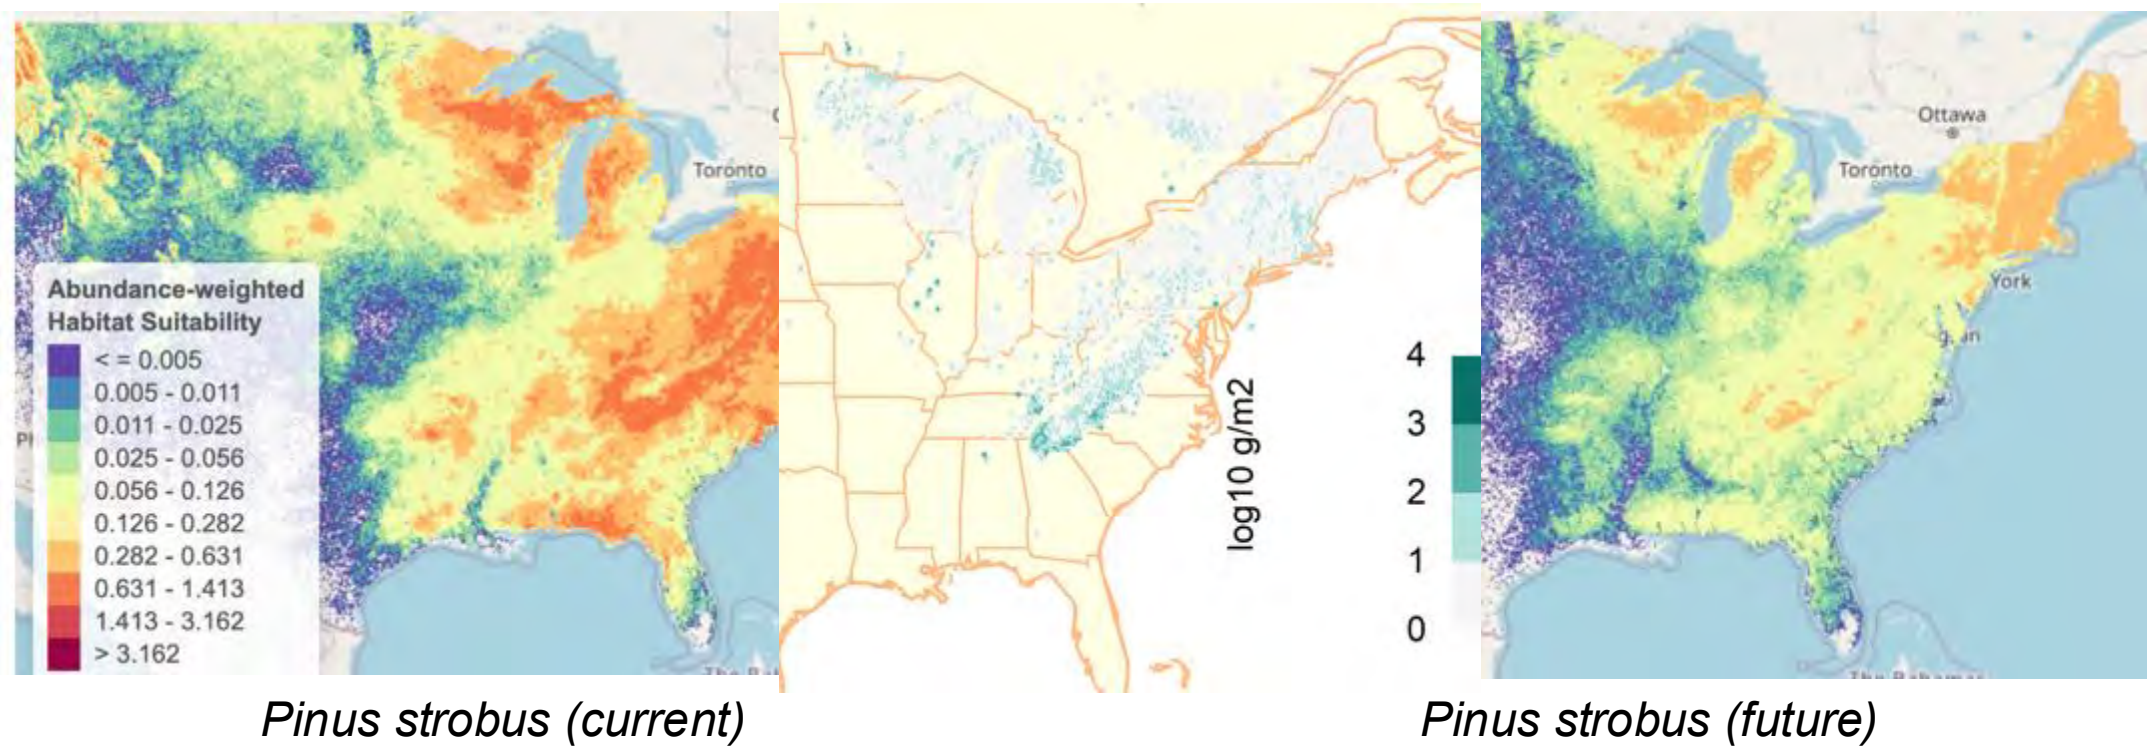 Toronto
Abundance-weighted
Habitat Suitability
< = 0.005
0.005 - 0.011
0.011 - 0.025
0.025 - 0.056
0.056 - 0.126
0.126 - 0.282
0.282 - 0.631
0.631 - 1.413
1.413 - 3.162
> 3.162
log10 g/m2
4
3
2
1
0
Ottawa
Toronto
York
Pinus strobus (current)
Pinus strobus (future)